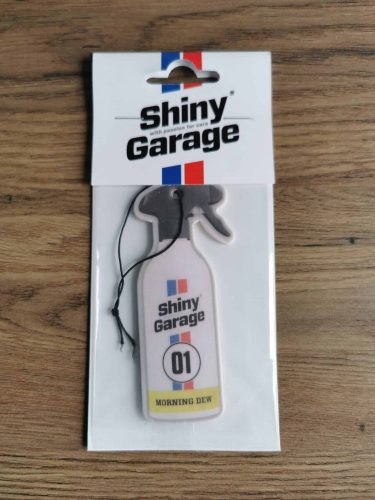 Shiny®
with passion for cars
Garage
Shiny
Garage
01
MORNING DEW